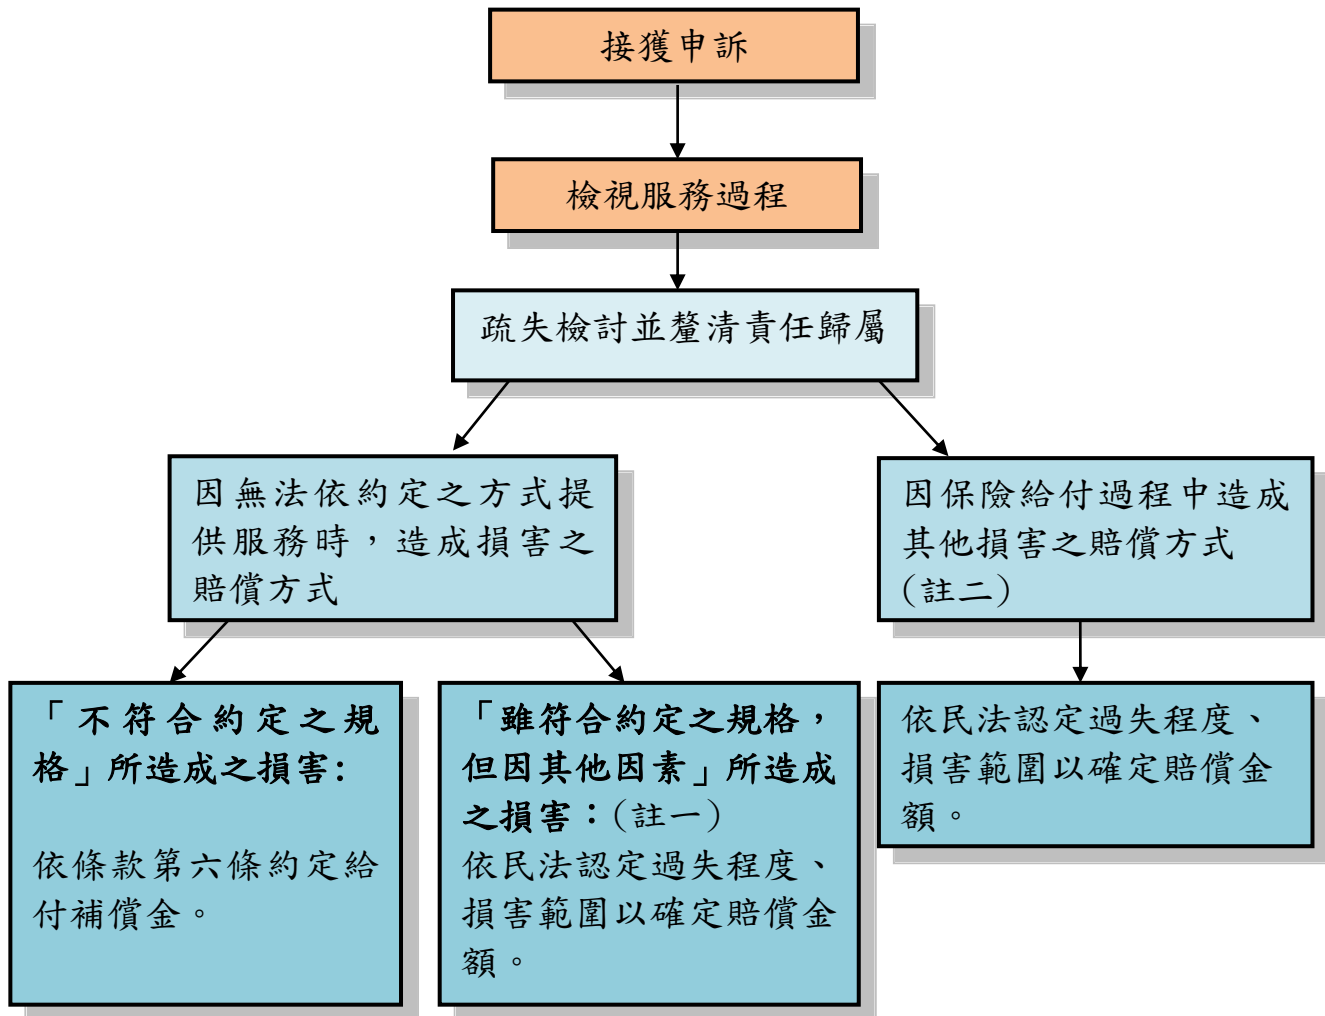 接獲申訴
檢視服務過程
疏失檢討並釐清責任歸屬
因無法依約定之方式提
供服務時，造成損害之
賠償方式
因保險給付過程中造成
其他損害之賠償方式
(註二)
「不符合約定之規
格」所造成之損害:
依條款第六條約定給
付補償金。
「雖符合約定之規格，
但因其他因素」所造成
之損害：(註一)
依民法認定過失程度、
損害範圍以確定賠償金
額。
依民法認定過失程度、
損害範圍以確定賠償金
額。